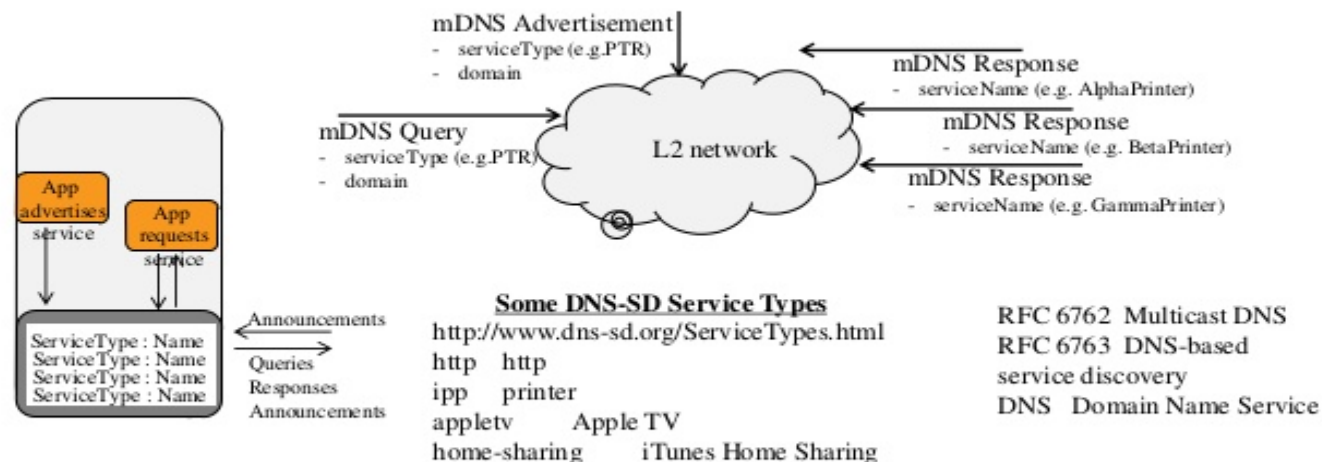 mDNS Advertisement
- serviceType (e.g.PTR)
- domain
mDNS Query
- serviceType (e.g.PTR)
- domain
L2 network
mDNS Response
- serviceName (e.g. AlphaPrinter)
mDNS Response
- serviceName (e.g. BetaPrinter)
mDNS Response
- serviceName (e.g. GammaPrinter)
App
advertises
service
App
requests
service
ServiceType : Name
ServiceType : Name
ServiceType : Name
ServiceType : Name
Announcements
Queries
Responses
Announcements
Some DNS-SD Service Types
http://www.dns-sd.org/ServiceTypes.html
http http
ipp printer
appletv Apple TV
home-sharing iTunes Home Sharing
RFC 6762 Multicast DNS
RFC 6763 DNS-based
service discovery
DNS Domain Name Service